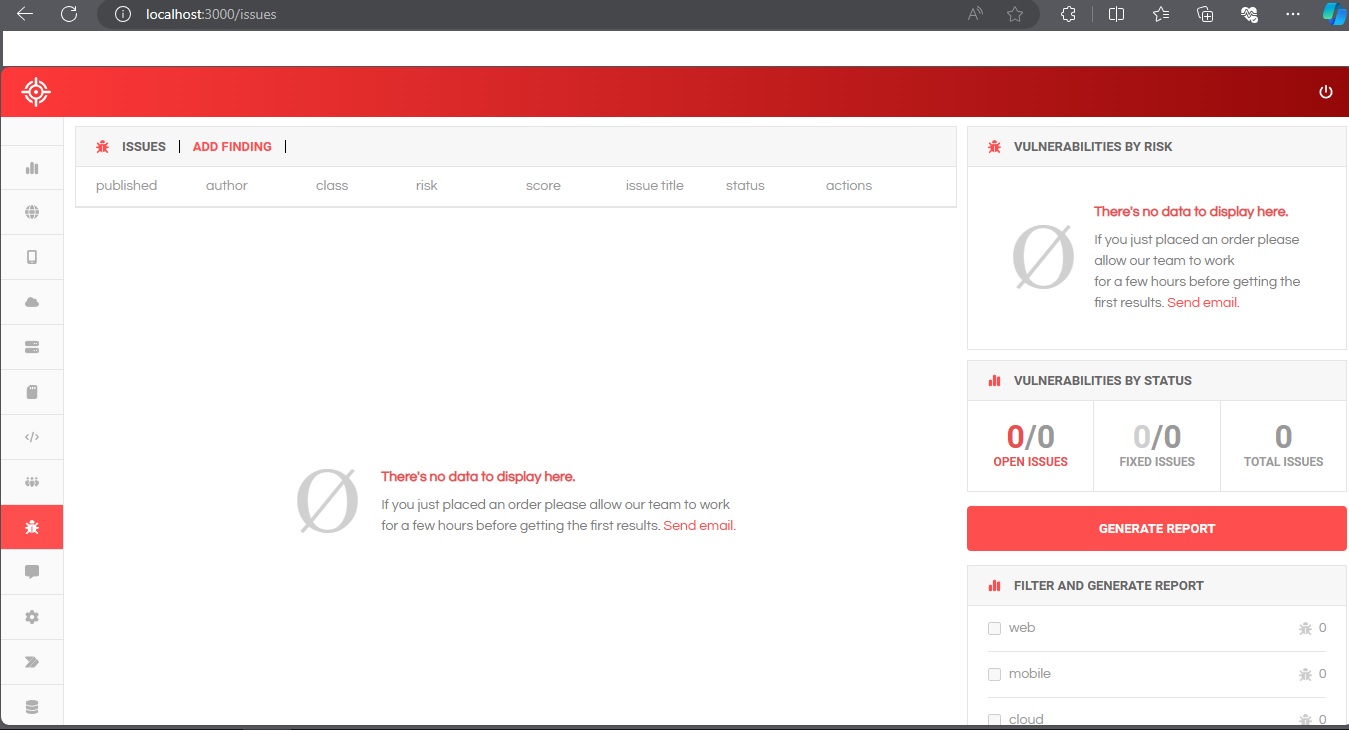 localhost:3000/issues
ISSUES | ADD FINDING |
published author class risk score issue title status actions
There's no data to display here.
If you just placed an order please allow our team to work
for a few hours before getting the first results. Send email.
VULNERABILITIES BY RISK
There's no data to display here.
If you just placed an order please
allow our team to work
for a few hours before getting the
first results. Send email.
VULNERABILITIES BY STATUS
0/0 0/0 0
OPEN ISSUES FIXED ISSUES TOTAL ISSUES
GENERATE REPORT
FILTER AND GENERATE REPORT
web 0
mobile 0
cloud 0